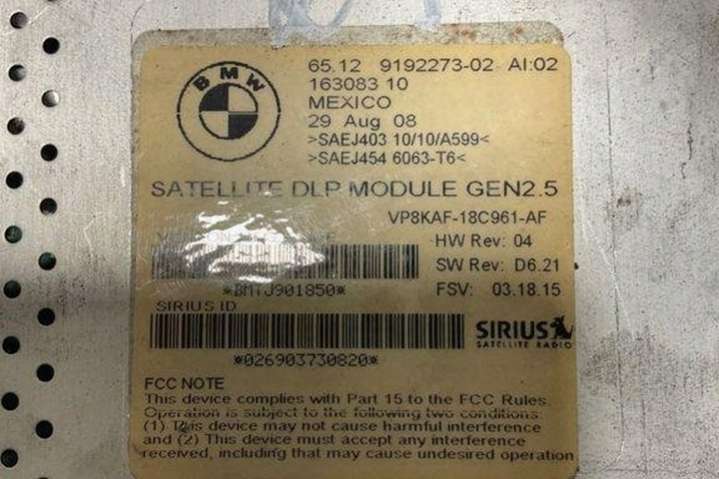 BMW
65.12 9192273-02 AI:02
163083 10
MEXICO
29 Aug 08
>SAEJ403 10/10/A599<
>SAEJ454 6063-T6<
SATELLITE DLP MODULE GEN2.5
VP8KAF-18C961-AF
HW Rev: 04
SW Rev: D6.21
*BMTJ901850*
FSV: 03.18.15
SIRIUS ID
SIRIUS
SATELLITE RADIO
*026903730820*
FCC NOTE
This device complies with Part 15 to the FCC Rules.
Operation is subject to the following two conditions:
(1) This device may not cause harmful interference
and (2) This device must accept any interference
received, including that may cause undesired operation